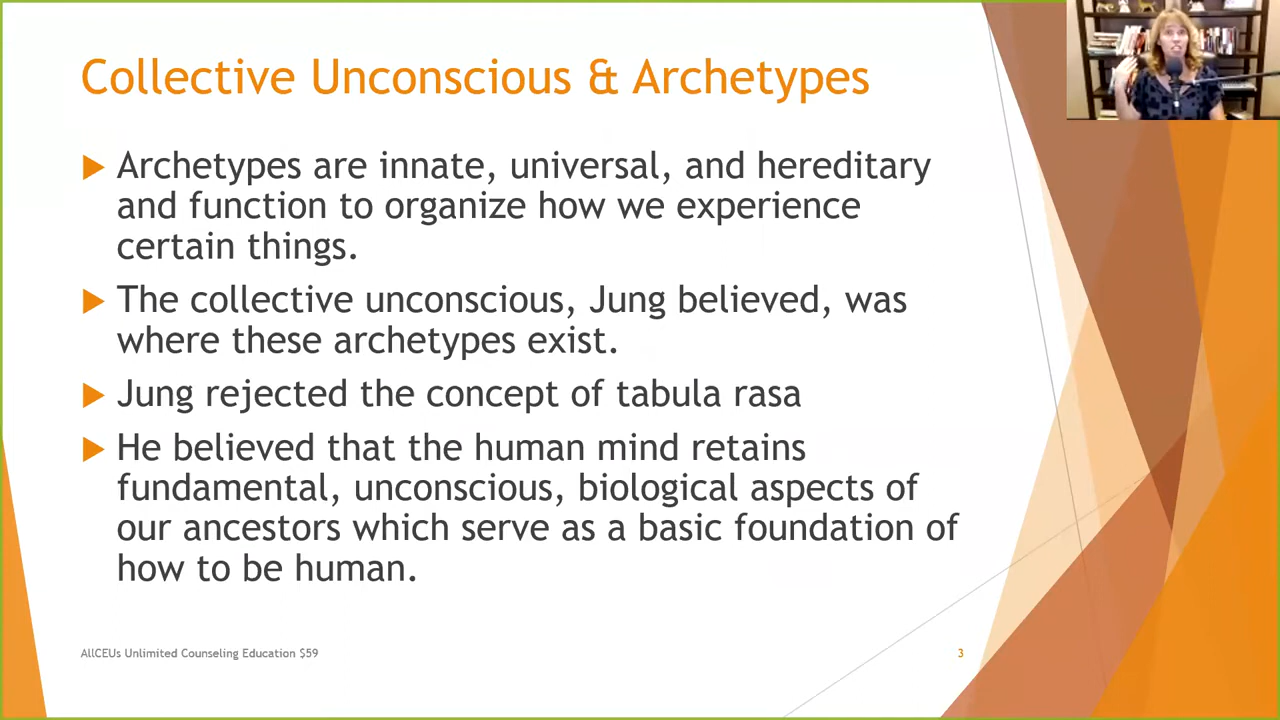 Collective Unconscious & Archetypes
Archetypes are innate, universal, and hereditary
and function to organize how we experience
certain things.
The collective unconscious, Jung believed, was
where these archetypes exist.
Jung rejected the concept of tabula rasa
He believed that the human mind retains
fundamental, unconscious, biological aspects of
our ancestors which serve as a basic foundation of
how to be human.
AllCEUs Unlimited Counseling Education $59
3